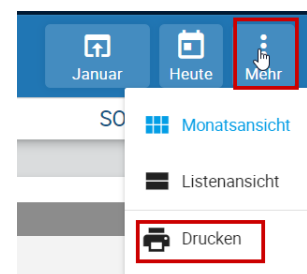 Januar Heute Mehr
SO
Monatsansicht
Listenansicht
Drucken